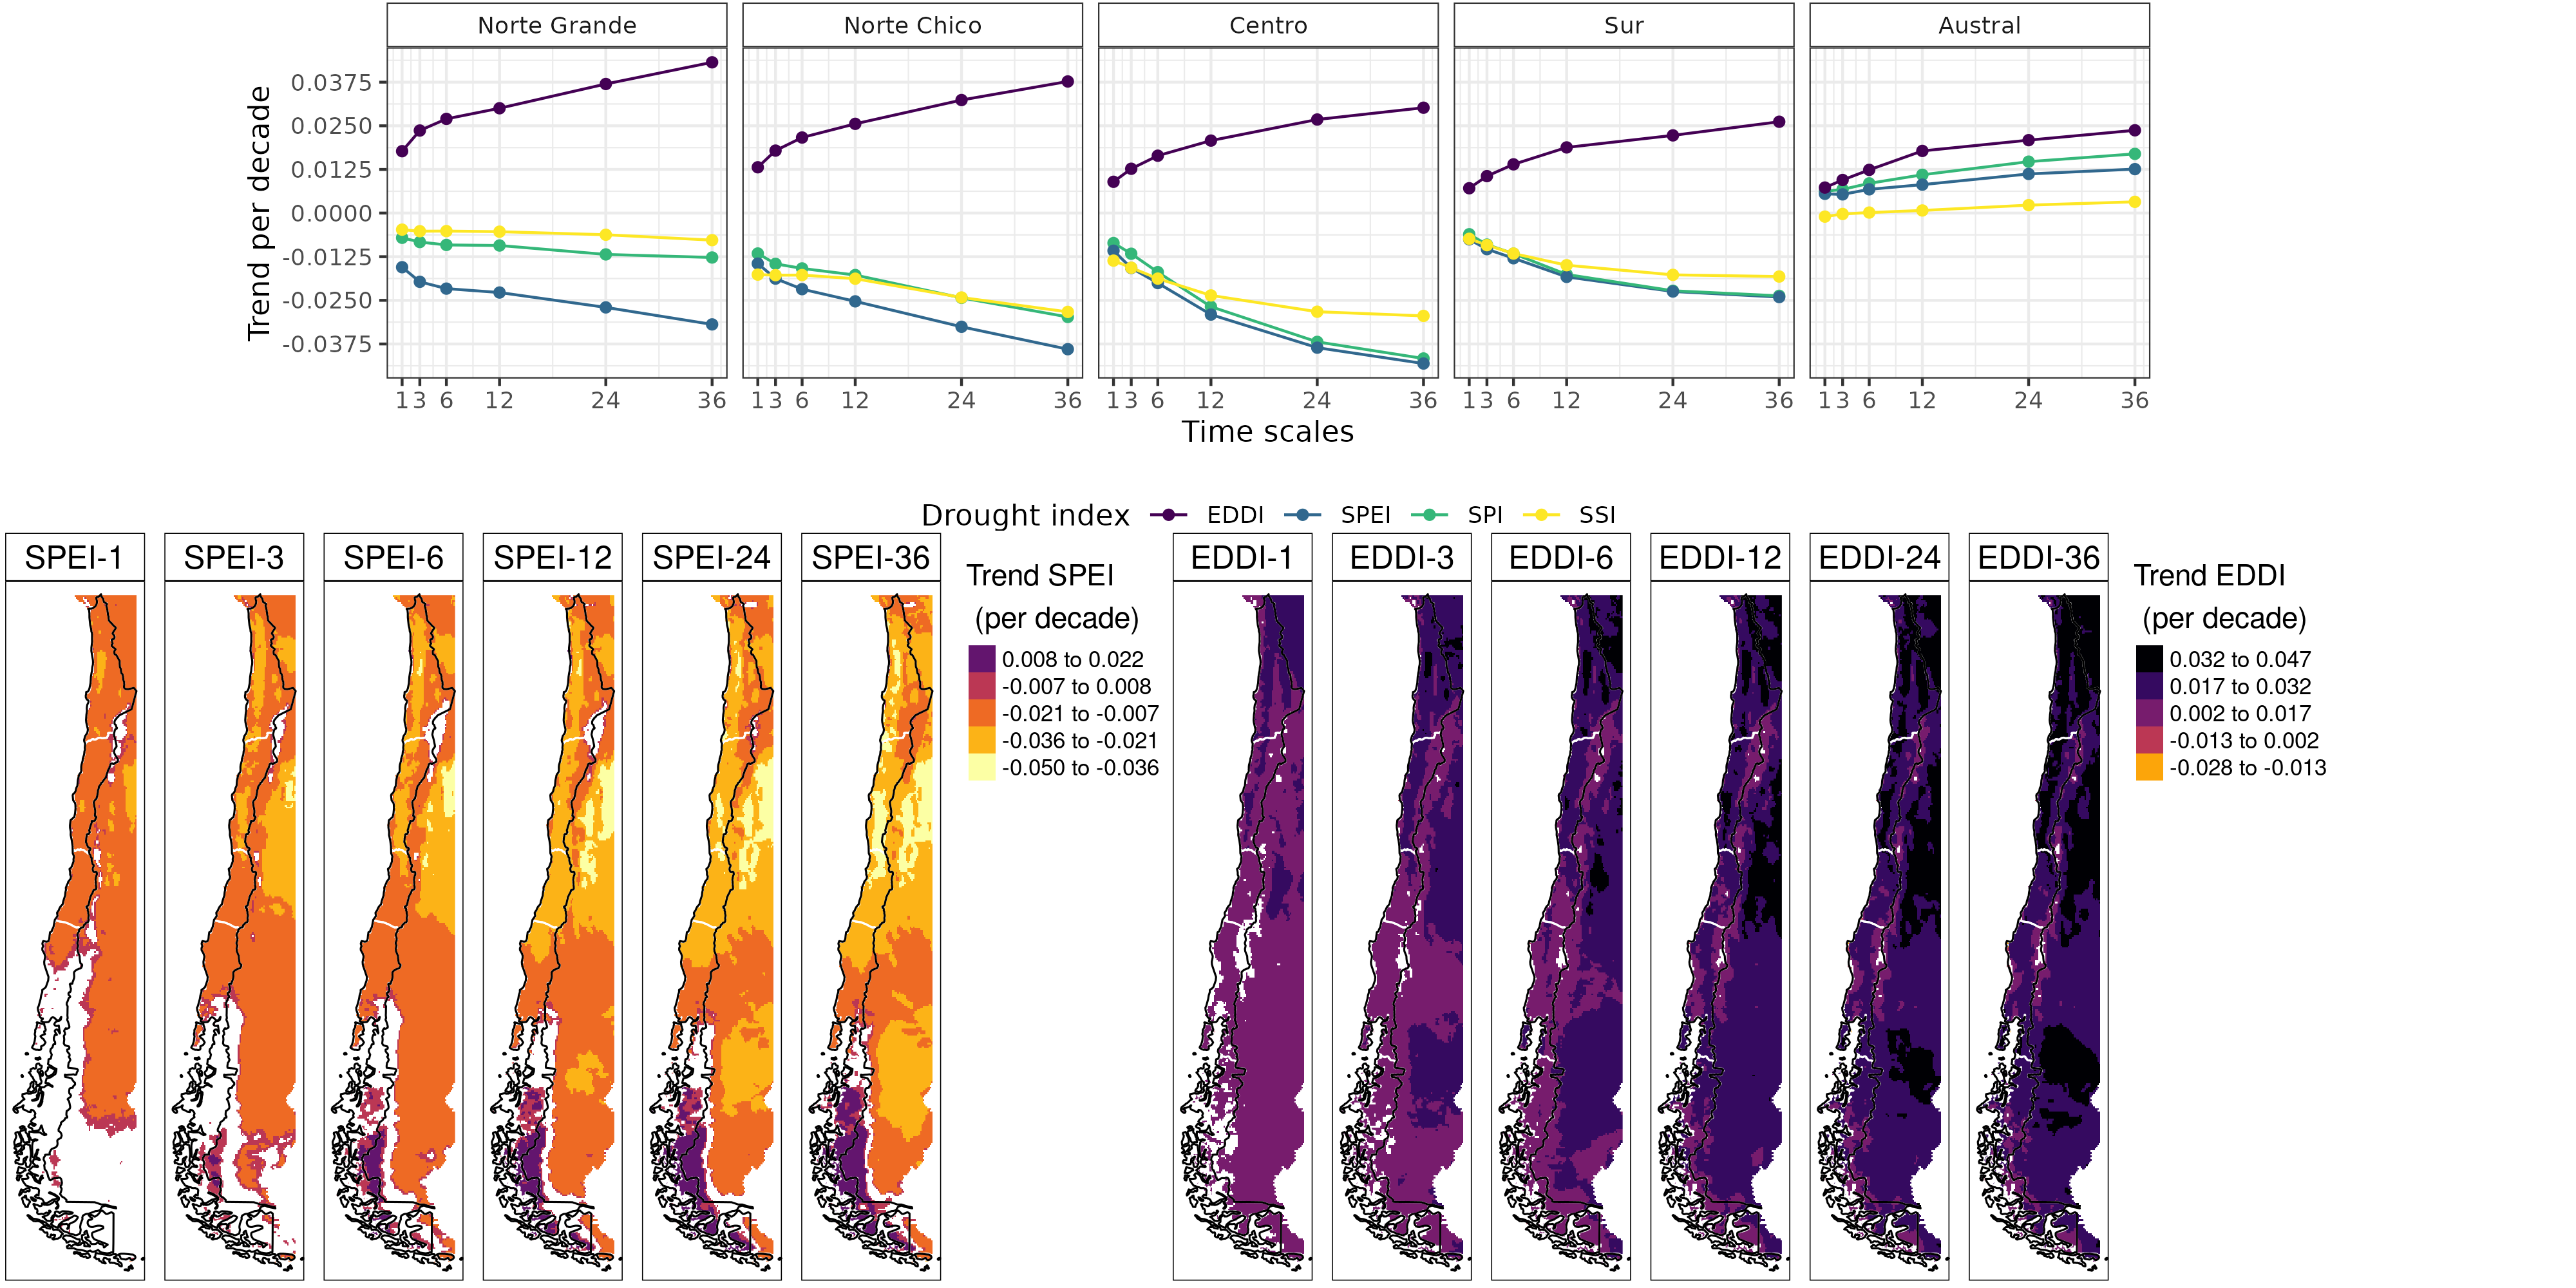 Norte Grande Norte Chico Centro Sur Austral
Trend per decade
0.0375
0.0250
0.0125
0.0000
-0.0125
-0.0250
-0.0375
1 3 6 12 24 36 1 3 6 12 24 36 1 3 6 12 24 36 1 3 6 12 24 36 1 3 6 12 24 36
Time scales
Drought index EDDI SPEI SPI SSI
SPEI-1 SPEI-3 SPEI-6 SPEI-12 SPEI-24 SPEI-36
Trend SPEI
(per decade)
0.008 to 0.022
-0.007 to 0.008
-0.021 to -0.007
-0.036 to -0.021
-0.050 to -0.036
EDDI-1 EDDI-3 EDDI-6 EDDI-12 EDDI-24 EDDI-36
Trend EDDI
(per decade)
0.032 to 0.047
0.017 to 0.032
0.002 to 0.017
-0.013 to 0.002
-0.028 to -0.013